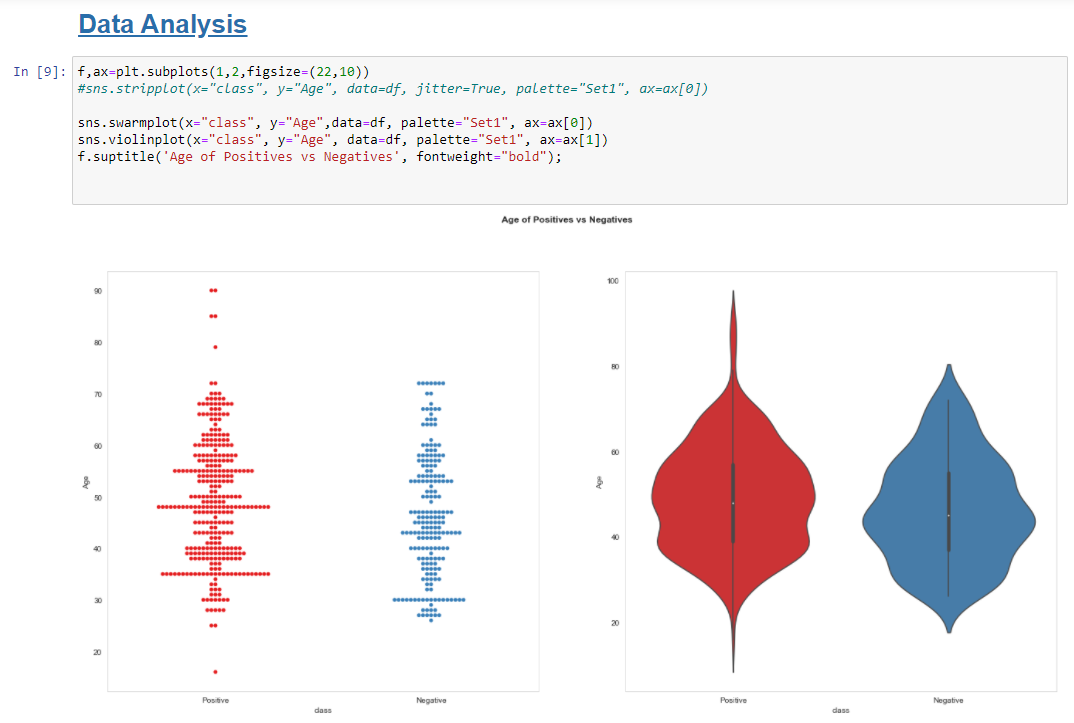 Data Analysis
In [9]:
f,ax=plt.subplots(1,2,figsize=(22,10))
#sns.stripplot(x="class", y="Age", data=df, jitter=True, palette="Set1", ax=ax[0])
sns.swarmplot(x="class", y="Age",data=df, palette="Set1", ax=ax[0])
sns.violinplot(x="class", y="Age", data=df, palette="Set1", ax=ax[1])
f.suptitle('Age of Positives vs Negatives', fontweight="bold");
Age of Positives vs Negatives
90
80
70
60
50
40
30
20
Age
Positive
Negative
class
100
80
60
40
20
Age
Positive
Negative
class